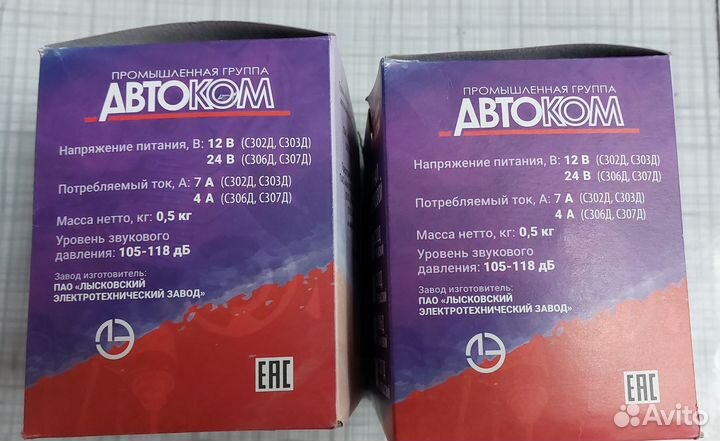 ПРОМЫШЛЕННАЯ ГРУППА
АВТОКОМ
Напряжение питания, В: 12 В (С302Д, С303Д)
24 В (С306Д, С307Д)
Потребляемый ток, А: 7 А (С302Д, С303Д)
4 А (С306Д, С307Д)
Масса нетто, кг: 0,5 кг
Уровень звукового
давления: 105-118 дБ
Завод изготовитель:
ПАО «ЛЫСКОВСКИЙ
ЭЛЕКТРОТЕХНИЧЕСКИЙ ЗАВОД»
ЛЭ
ЕАС
ПРОМЫШЛЕННАЯ ГРУППА
АВТОКОМ
Напряжение питания, В: 12 В (С302Д, С303Д)
24 В (С306Д, С307Д)
Потребляемый ток, А: 7 А (С302Д, С303Д)
4 А (С306Д, С307Д)
Масса нетто, кг: 0,5 кг
Уровень звукового
давления: 105-118 дБ
Завод изготовитель:
ПАО «ЛЫСКОВСКИЙ
ЭЛЕКТРОТЕХНИЧЕСКИЙ ЗАВОД»
ЛЭ
ЕАС
Avito